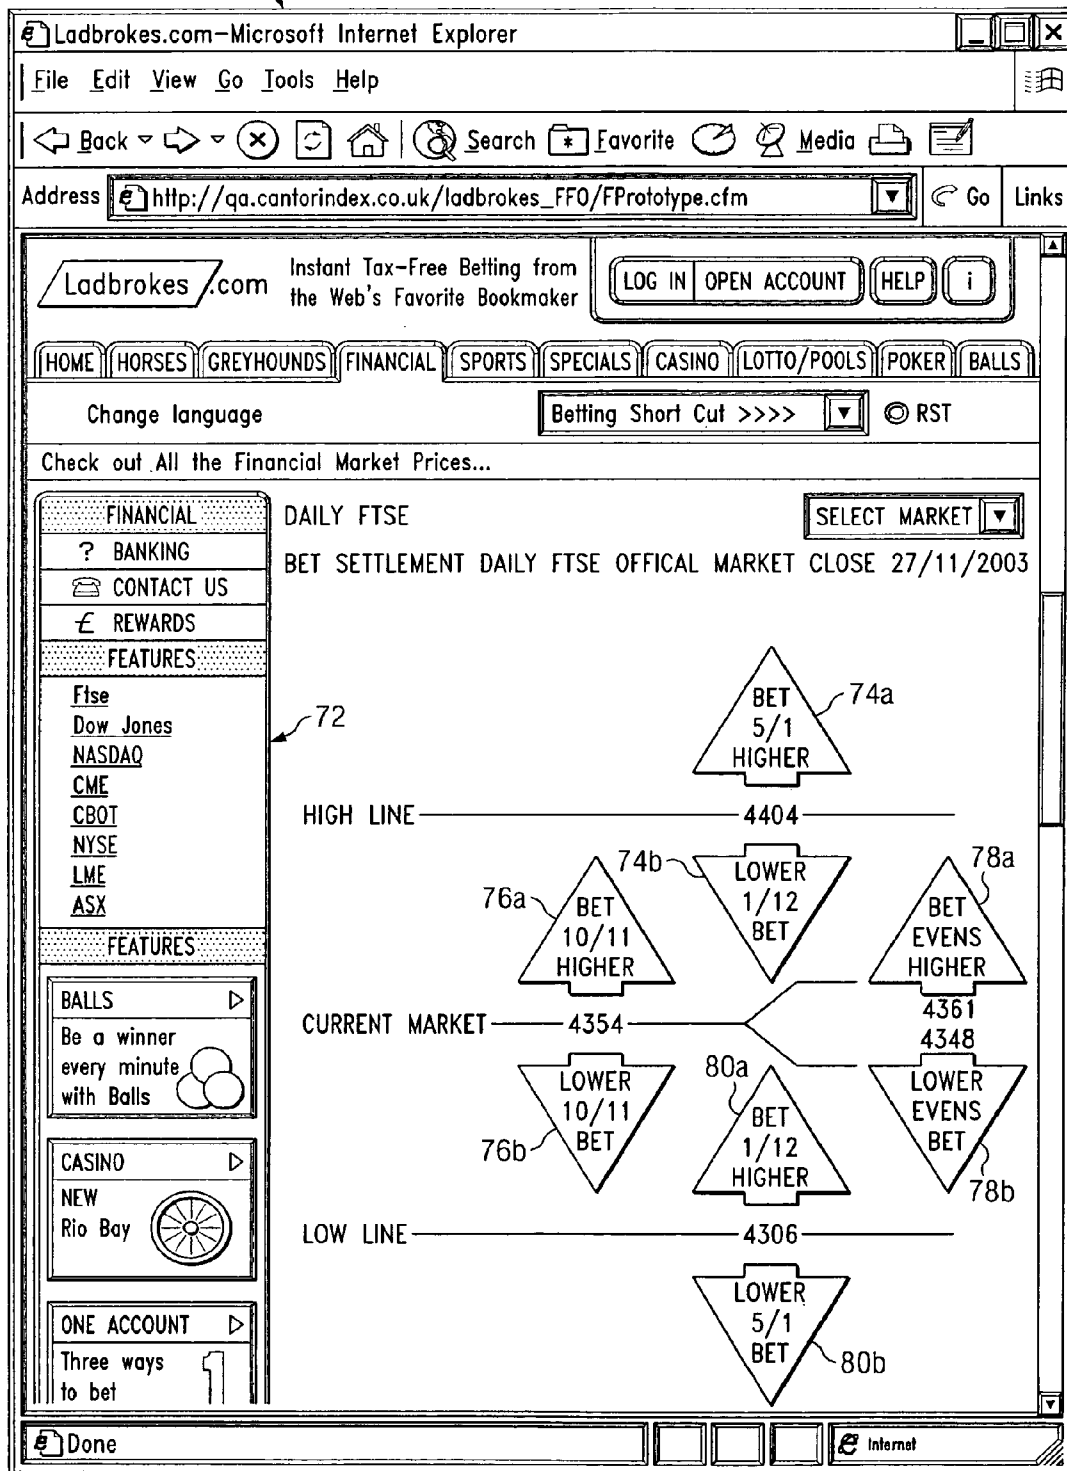 Ladbrokes.com-Microsoft Internet Explorer
File Edit View Go Tools Help
Back Search Favorite Media
Address http://qa.cantorindex.co.uk/ladbrokes_FFO/FPrototype.cfm Go Links
Ladbrokes.com
Instant Tax-Free Betting from
the Web's Favorite Bookmaker
LOG IN OPEN ACCOUNT HELP i
HOME HORSES GREYHOUNDS FINANCIAL SPORTS SPECIALS CASINO LOTTO/POOLS POKER BALLS
Change language Betting Short Cut >>>> RST
Check out All the Financial Market Prices...
FINANCIAL
? BANKING
CONTACT US
£ REWARDS
FEATURES
Ftse
Dow Jones
NASDAQ
CME
CBOT
NYSE
LME
ASX
FEATURES
BALLS
Be a winner
every minute
with Balls
CASINO
NEW
Rio Bay
ONE ACCOUNT
Three ways
to bet
1
72
DAILY FTSE SELECT MARKET
BET SETTLEMENT DAILY FTSE OFFICAL MARKET CLOSE 27/11/2003
BET
5/1
HIGHER
74a
HIGH LINE 4404
74b
LOWER
1/12
BET
76a
BET
10/11
HIGHER
78a
BET
EVENS
HIGHER
4361
CURRENT MARKET 4354
4348
LOWER
10/11
BET
76b
80a
BET
1/12
HIGHER
LOWER
EVENS
BET
78b
LOW LINE 4306
LOWER
5/1
BET
80b
Done Internet